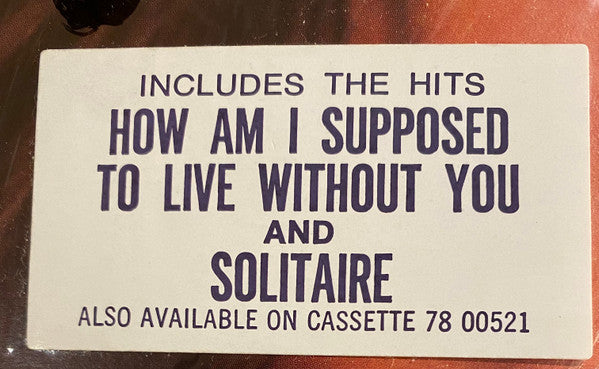 INCLUDES THE HITS
HOW AM I SUPPOSED
TO LIVE WITHOUT YOU
AND
SOLITAIRE
ALSO AVAILABLE ON CASSETTE 78 00521